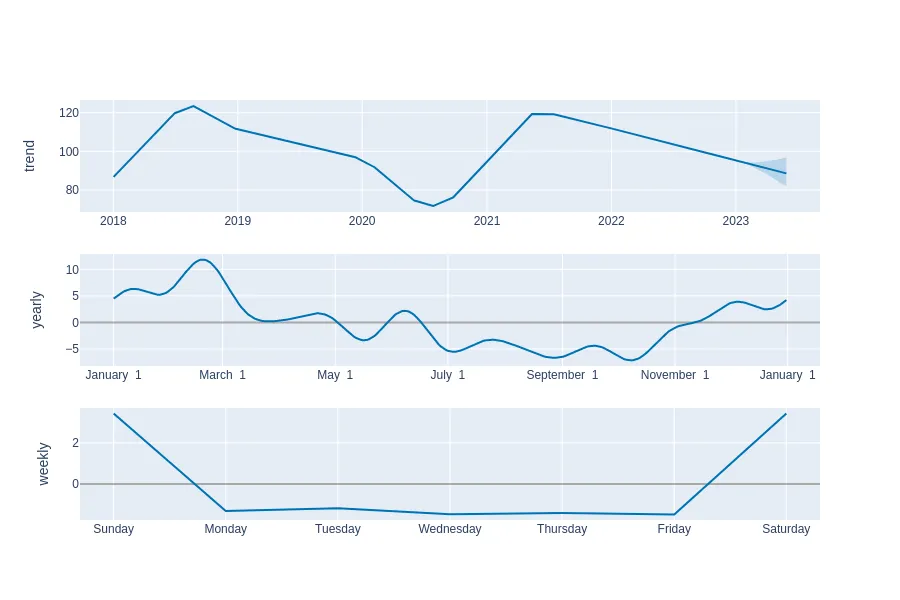 trend
120
100
80
2018 2019 2020 2021 2022 2023
yearly
10
5
0
−5
January 1 March 1 May 1 July 1 September 1 November 1 January 1
weekly
2
0
Sunday Monday Tuesday Wednesday Thursday Friday Saturday